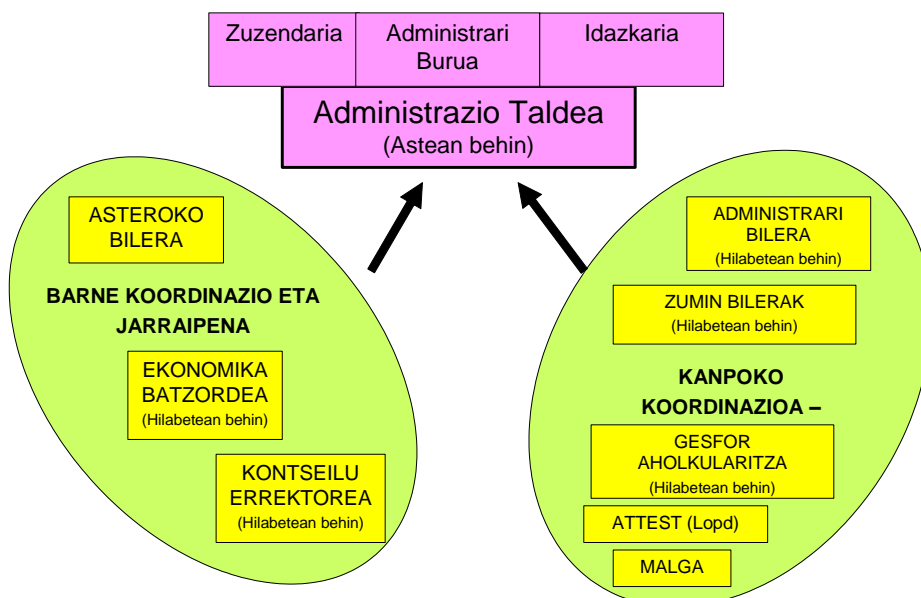 Zuzendaria
Administrari
Burua
Idazkaria
Administrazio Taldea
(Astean behin)
ASTEROKO
BILERA
BARNE KOORDINAZIO ETA
JARRAIPENA
EKONOMIKA
BATZORDEA
(Hilabetean behin)
KONTSEILU
ERREKTOREA
(Hilabetean behin)
ADMINISTRARI
BILERA
(Hilabetean behin)
ZUMIN BILERAK
(Hilabetean behin)
KANPOKO
KOORDINAZIOA –
GESFOR
AHOLKULARITZA
(Hilabetean behin)
ATTEST (Lopd)
MALGA